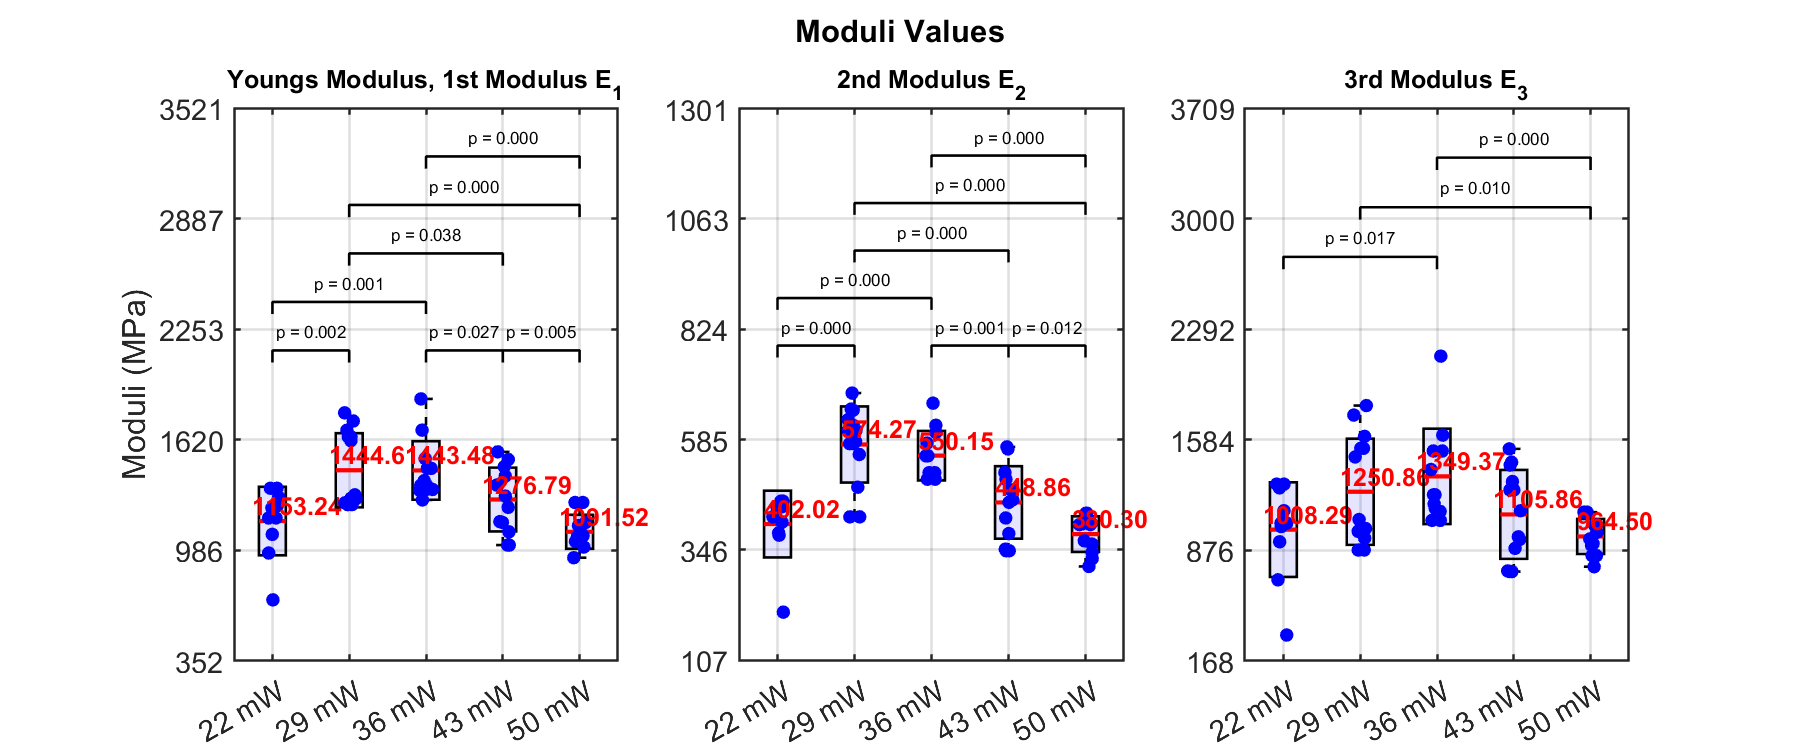 Moduli Values
Youngs Modulus, 1st Modulus E1
3521
2887
2253
1620
986
352
Moduli (MPa)
p = 0.000
p = 0.000
p = 0.038
p = 0.001
p = 0.002
p = 0.027
p = 0.005
1153.24
1444.61
1443.48
1276.79
1091.52
22 mW
29 mW
36 mW
43 mW
50 mW
2nd Modulus E2
1301
1063
824
585
346
107
p = 0.000
p = 0.000
p = 0.000
p = 0.000
p = 0.000
p = 0.001
p = 0.012
402.02
574.27
550.15
448.86
380.30
22 mW
29 mW
36 mW
43 mW
50 mW
3rd Modulus E3
3709
3000
2292
1584
876
168
p = 0.000
p = 0.010
p = 0.017
1008.29
1250.86
1349.37
1105.86
964.50
22 mW
29 mW
36 mW
43 mW
50 mW